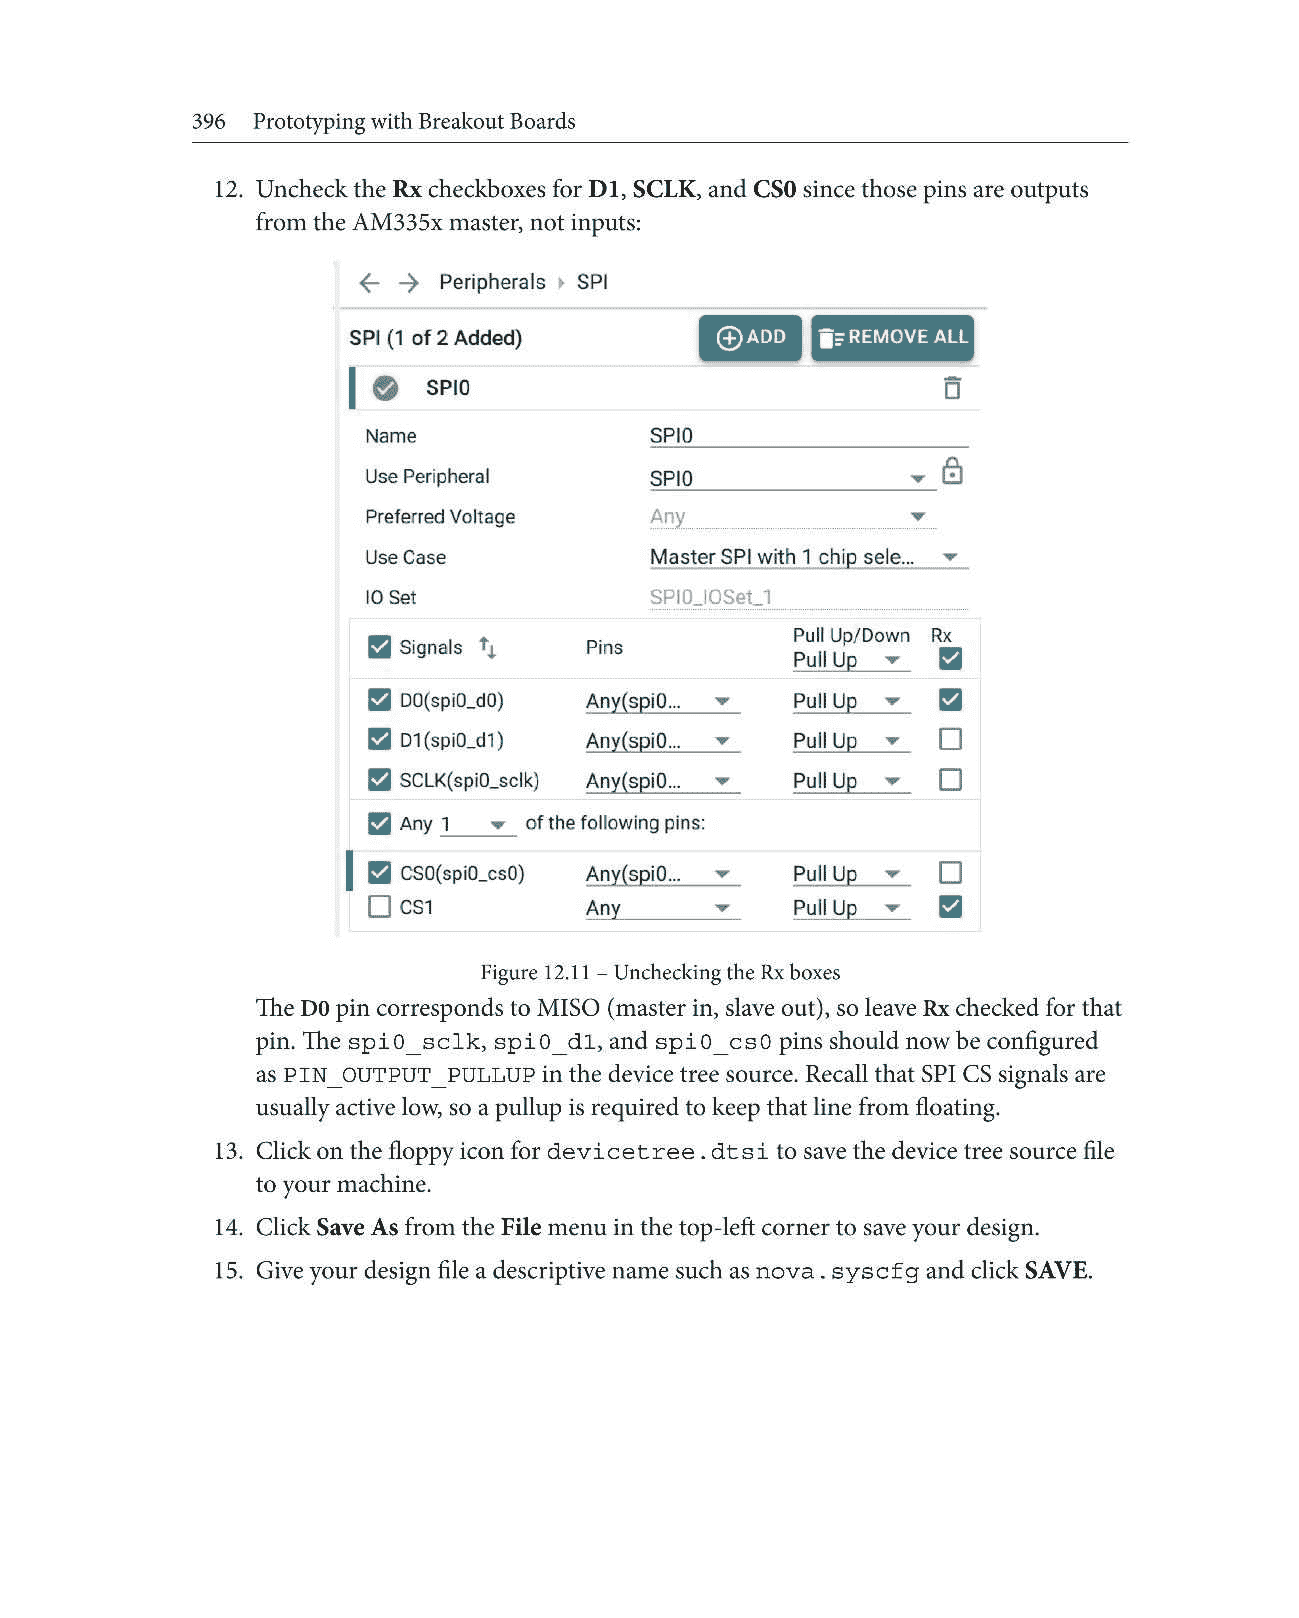 396 Prototyping with Breakout Boards
12. Uncheck the Rx checkboxes for D1, SCLK, and CS0 since those pins are outputs
from the AM335x master, not inputs:
Peripherals SPI
SPI (1 of 2 Added) ADD REMOVE ALL
SPI0
Name SPI0
Use Peripheral SPI0
Preferred Voltage Any
Use Case Master SPI with 1 chip sele...
IO Set SPI0_IOSet_1
Pull Up/Down Rx
Signals Pins
Pull Up
D0(spi0_d0) Any(spi0... Pull Up
D1(spi0_d1) Any(spi0... Pull Up
SCLK(spi0_sclk) Any(spi0... Pull Up
Any 1 of the following pins:
CS0(spi0_cs0) Any(spi0... Pull Up
CS1 Any Pull Up
Figure 12.11 – Unchecking the Rx boxes
The D0 pin corresponds to MISO (master in, slave out), so leave Rx checked for that
pin. The spi0_sclk, spi0_d1, and spi0_cs0 pins should now be configured
as PIN_OUTPUT_PULLUP in the device tree source. Recall that SPI CS signals are
usually active low, so a pullup is required to keep that line from floating.
13. Click on the floppy icon for devicetree.dtsi to save the device tree source file
to your machine.
14. Click Save As from the File menu in the top-left corner to save your design.
15. Give your design file a descriptive name such as nova.syscfg and click SAVE.